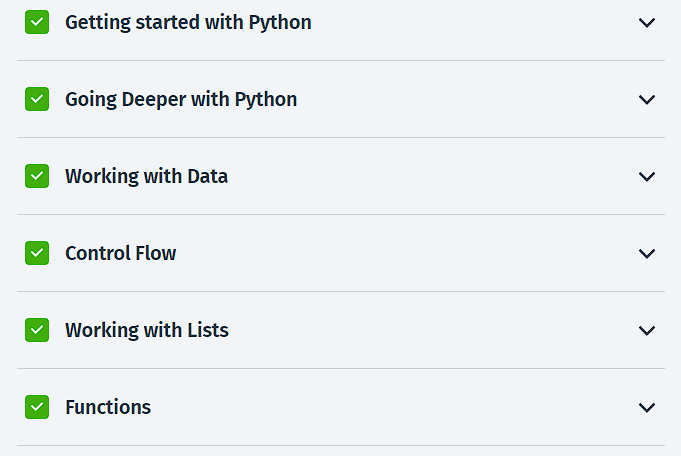 Getting started with Python
Going Deeper with Python
Working with Data
Control Flow
Working with Lists
Functions